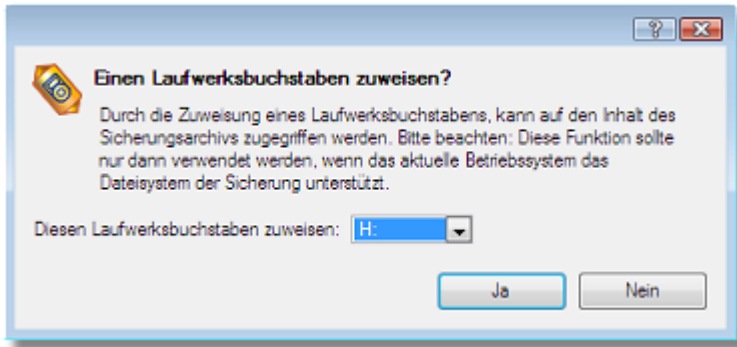 Einen Laufwerksbuchstaben zuweisen?
Durch die Zuweisung eines Laufwerksbuchstabens, kann auf den Inhalt des
Sicherungsarchivs zugegriffen werden. Bitte beachten: Diese Funktion sollte
nur dann verwendet werden, wenn das aktuelle Betriebssystem das
Dateisystem der Sicherung unterstützt.
Diesen Laufwerksbuchstaben zuweisen: H:
Ja Nein